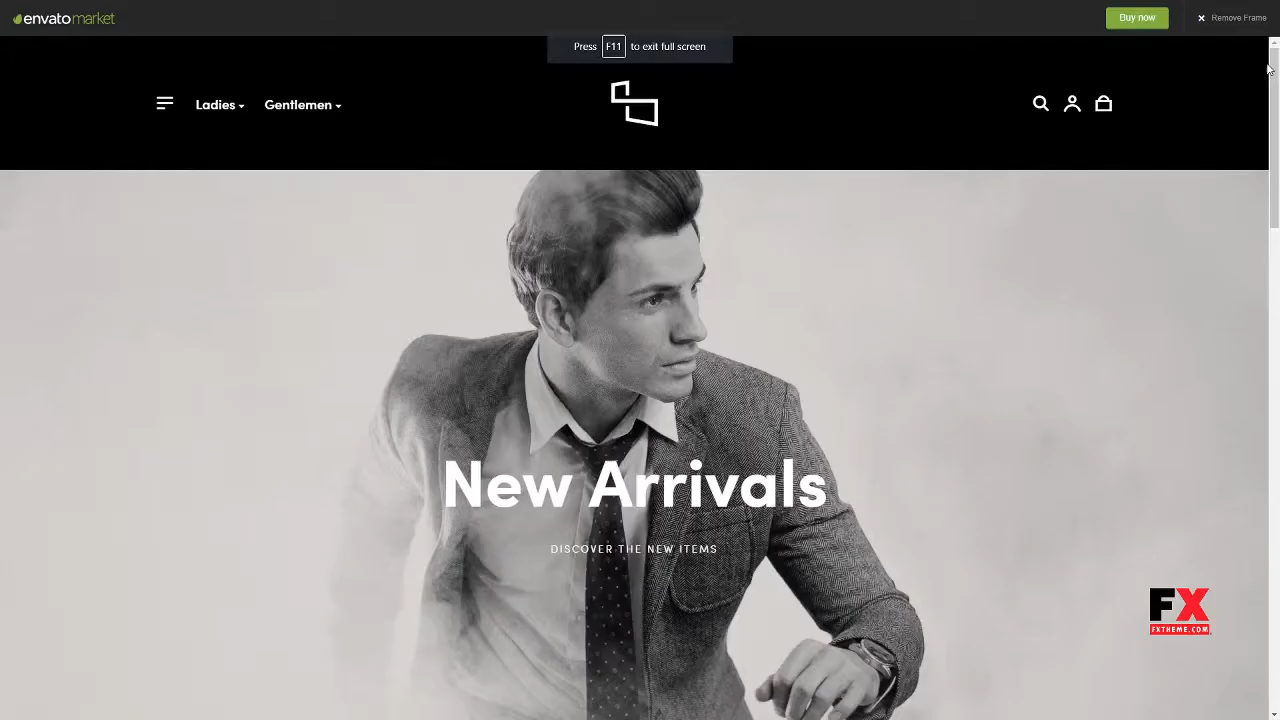 envatomarket
Buy now
Remove Frame
Press F11 to exit full screen
Ladies
Gentlemen
New Arrivals
DISCOVER THE NEW ITEMS
FX
FXTHEME.COM